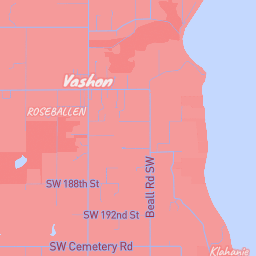 Vashon
ROSEBALLEN
SW 188th St
Beall Rd SW
SW 192nd St
SW Cemetery Rd
Klahanie